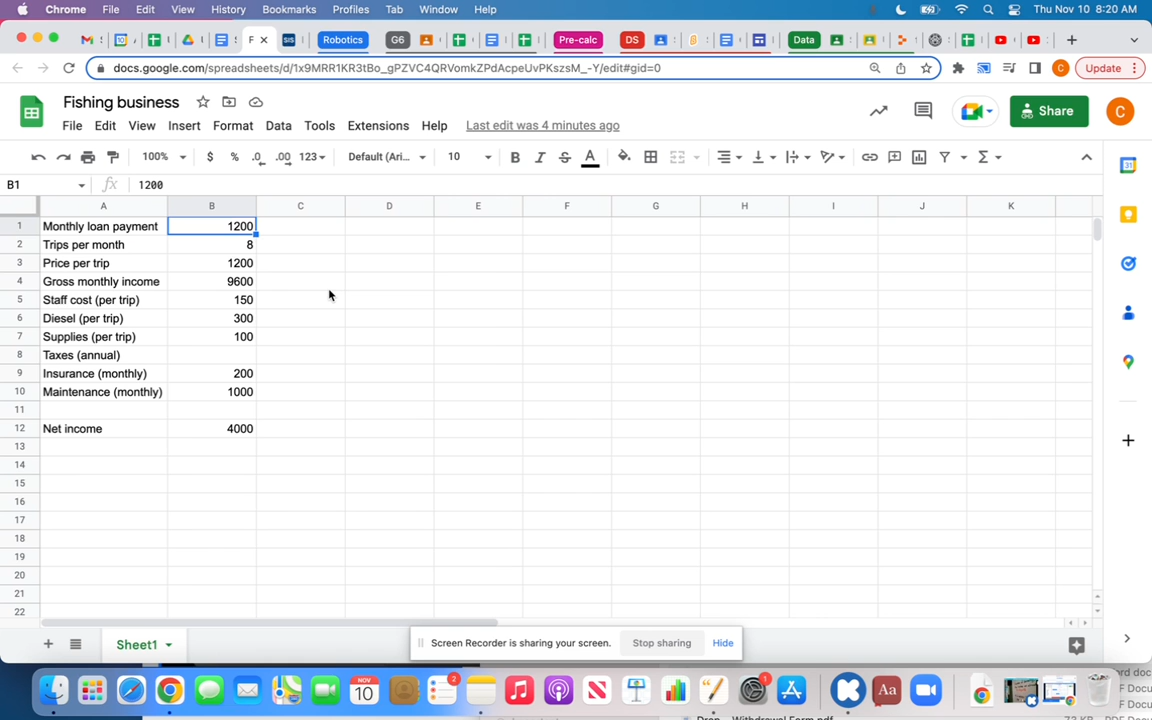 Chrome File Edit View History Bookmarks Profiles Tab Window Help Thu Nov 10 8:20 AM
F Robotics G6 Pre-calc DS Data
docs.google.com/spreadsheets/d/1x9MRR1KR3tBo_gPZVC4QRVomkZPdAcpeUvPKszsM_-Y/edit#gid=0 Update
Fishing business
File Edit View Insert Format Data Tools Extensions Help Last edit was 4 minutes ago Share C
100% $ % .0 .00 123 Default (Ari... 10 B I S A
B1 fx 1200
A B C D E F G H I J K
1 Monthly loan payment 1200
2 Trips per month 8
3 Price per trip 1200
4 Gross monthly income 9600
5 Staff cost (per trip) 150
6 Diesel (per trip) 300
7 Supplies (per trip) 100
8 Taxes (annual)
9 Insurance (monthly) 200
10 Maintenance (monthly) 1000
11
12 Net income 4000
13
14
15
16
17
18
19
20
21
22
Sheet1
Screen Recorder is sharing your screen. Stop sharing Hide
NOV
10
2
1
Aa